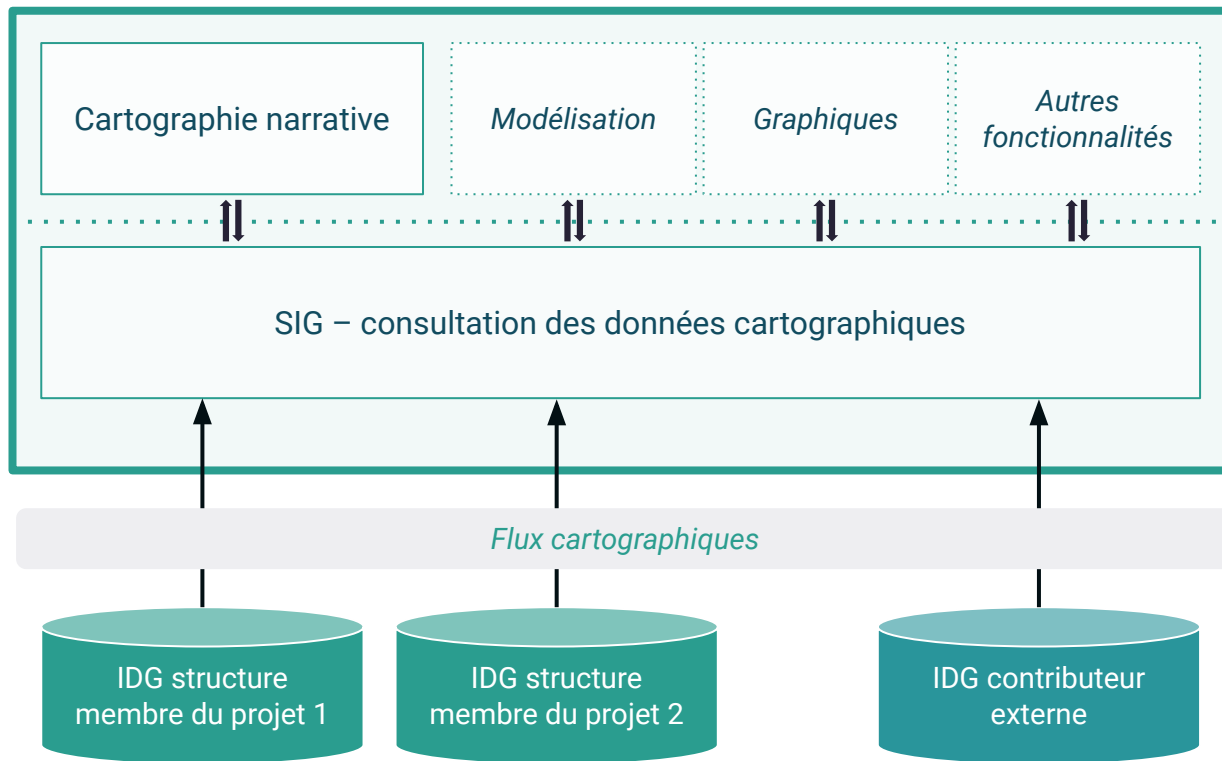 Cartographie narrative
Modélisation
Graphiques
Autres
fonctionnalités
SIG – consultation des données cartographiques
Flux cartographiques
IDG structure
membre du projet 1
IDG structure
membre du projet 2
IDG contributeur
externe